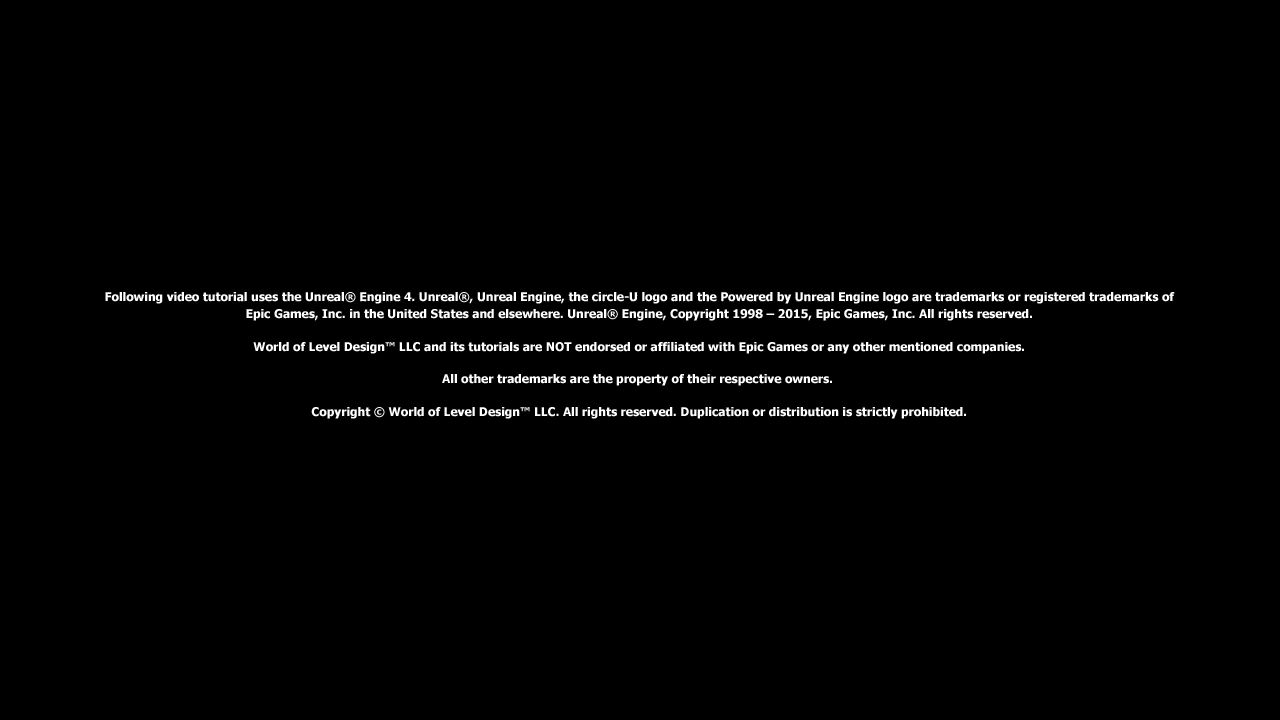 Following video tutorial uses the Unreal® Engine 4. Unreal®, Unreal Engine, the circle-U logo and the Powered by Unreal Engine logo are trademarks or registered trademarks of
Epic Games, Inc. in the United States and elsewhere. Unreal® Engine, Copyright 1998 – 2015, Epic Games, Inc. All rights reserved.
World of Level Design™ LLC and its tutorials are NOT endorsed or affiliated with Epic Games or any other mentioned companies.
All other trademarks are the property of their respective owners.
Copyright © World of Level Design™ LLC. All rights reserved. Duplication or distribution is strictly prohibited.